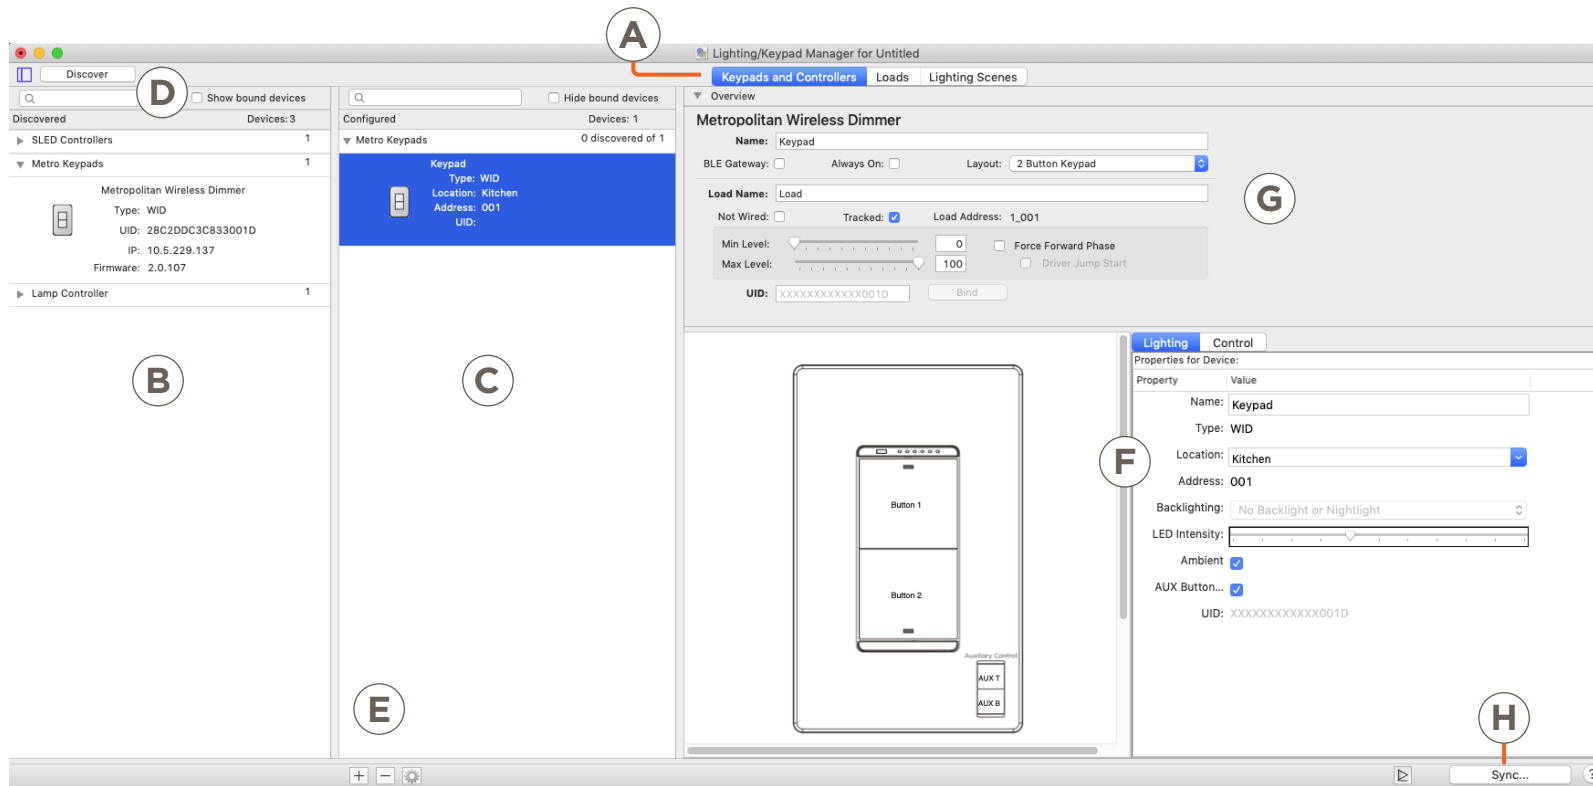 A
Lighting/Keypad Manager for Untitled
Discover
Keypads and Controllers Loads Lighting Scenes
D
Show bound devices
Hide bound devices
Overview
Discovered Devices: 3
Configured Devices: 1
SLED Controllers 1
Metro Keypads 1
Metropolitan Wireless Dimmer
Type: WID
UID: 28C2DDC3C833001D
IP: 10.5.229.137
Firmware: 2.0.107
Lamp Controller 1
B
Metro Keypads 0 discovered of 1
Keypad
Type: WID
Location: Kitchen
Address: 001
UID:
C
E
Metropolitan Wireless Dimmer
Name: Keypad
BLE Gateway: Always On: Layout: 2 Button Keypad
Load Name: Load
Not Wired: Tracked: Load Address: 1_001
Min Level: 0 Force Forward Phase
Max Level: 100 Driver Jump Start
UID: XXXXXXXXXXXX001D Bind
G
Button 1
Button 2
Auxiliary Control
AUX T
AUX B
F
Lighting Control
Properties for Device:
Property Value
Name: Keypad
Type: WID
Location: Kitchen
Address: 001
Backlighting: No Backlight or Nightlight
LED Intensity:
Ambient
AUX Button...
UID: XXXXXXXXXXXX001D
H
+ −
Sync... ?